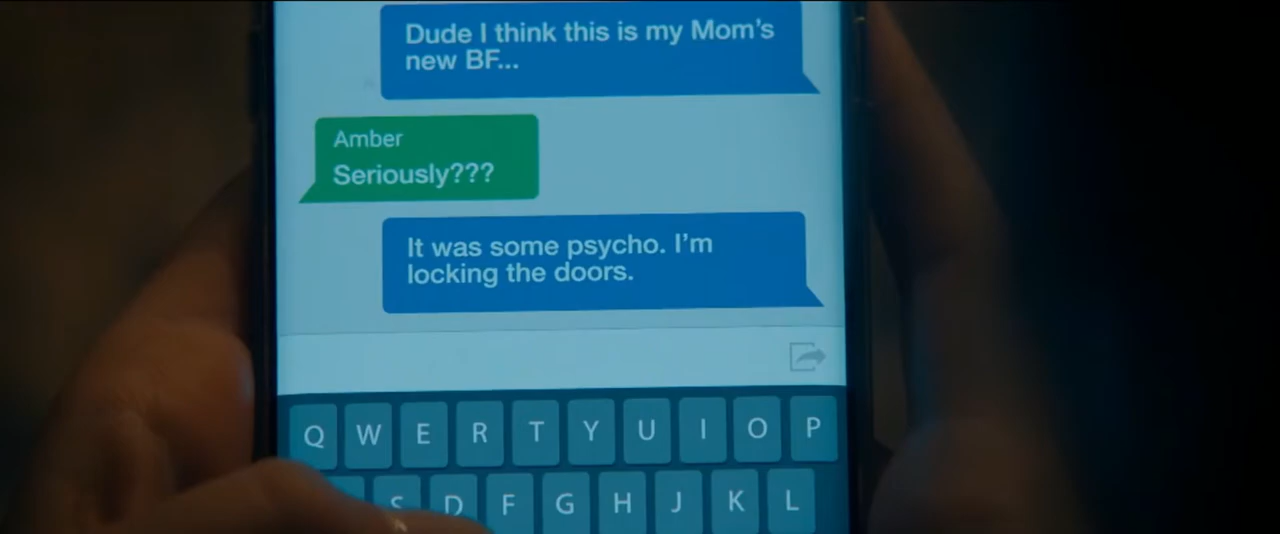 Dude I think this is my Mom's
new BF...
Amber
Seriously???
It was some psycho. I'm
locking the doors.
Q W E R T Y U I O P
S D F G H J K L